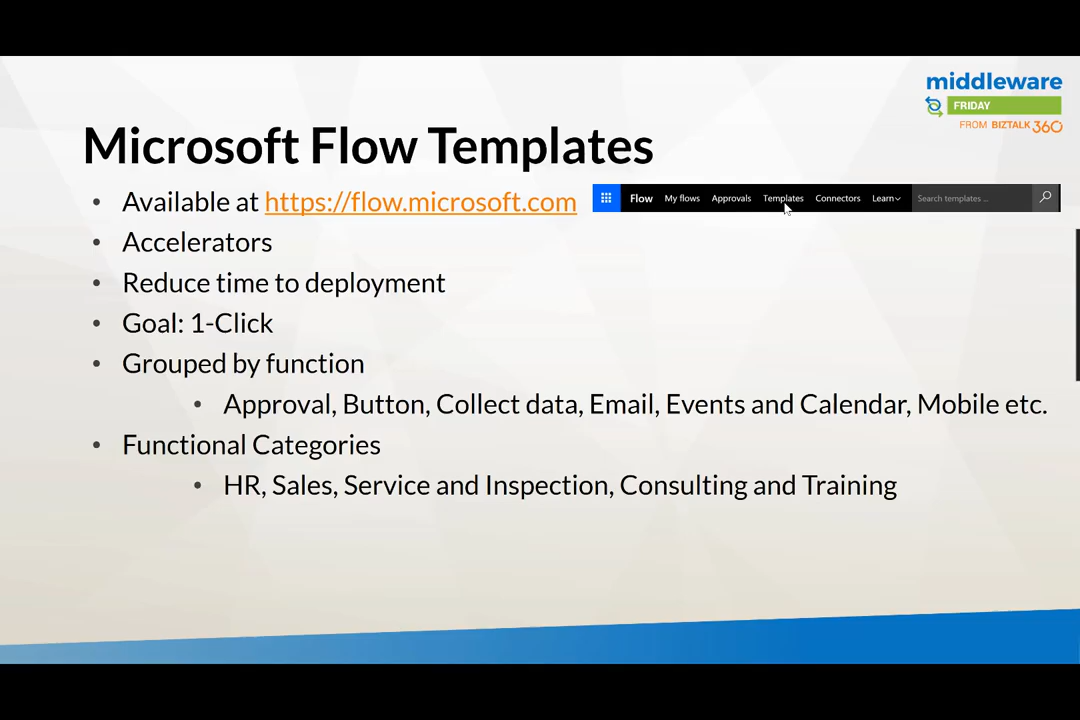 middleware
FRIDAY
FROM BIZTALK360
Microsoft Flow Templates
• Available at https://flow.microsoft.com
Flow My flows Approvals Templates Connectors Learn Search templates ...
• Accelerators
• Reduce time to deployment
• Goal: 1-Click
• Grouped by function
• Approval, Button, Collect data, Email, Events and Calendar, Mobile etc.
• Functional Categories
• HR, Sales, Service and Inspection, Consulting and Training